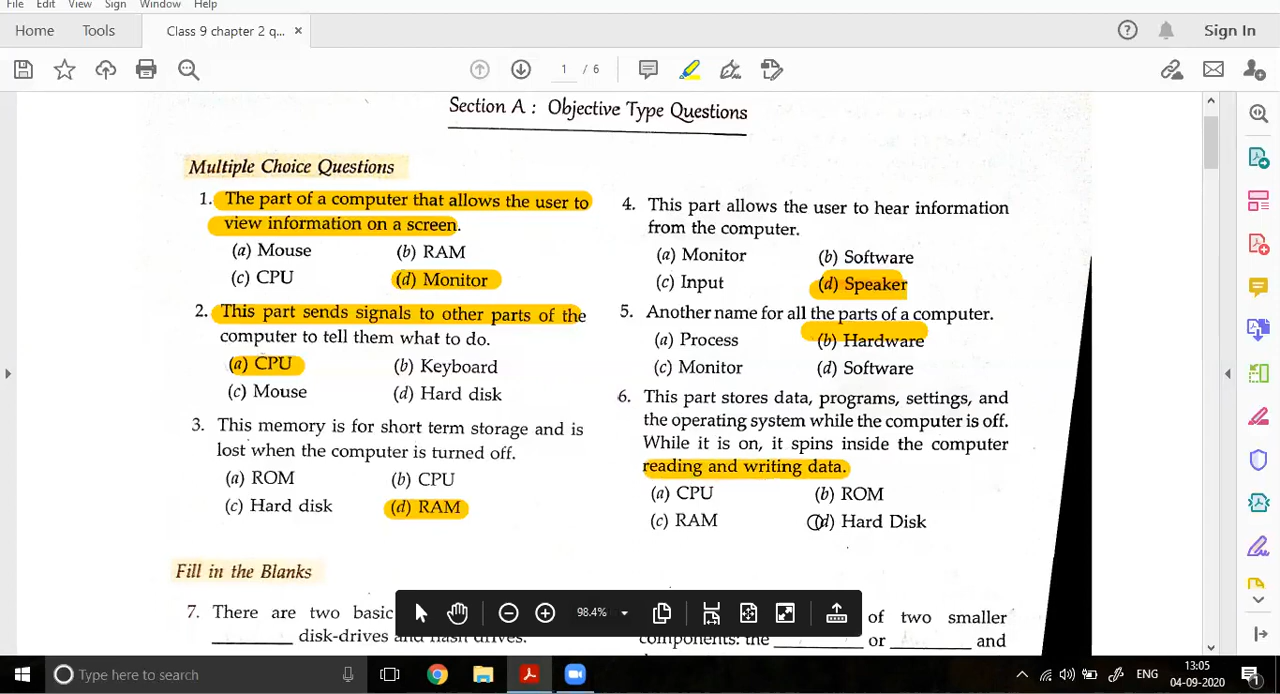 File Edit View Sign Window Help
Home Tools Class 9 chapter 2 q... × Sign In
1 / 6
Section A : Objective Type Questions
Multiple Choice Questions
1. The part of a computer that allows the user to
view information on a screen.
(a) Mouse (b) RAM
(c) CPU (d) Monitor
2. This part sends signals to other parts of the
computer to tell them what to do.
(a) CPU (b) Keyboard
(c) Mouse (d) Hard disk
3. This memory is for short term storage and is
lost when the computer is turned off.
(a) ROM (b) CPU
(c) Hard disk (d) RAM
Fill in the Blanks
7. There are two basic
________ disk-drives and flash drives.
4. This part allows the user to hear information
from the computer.
(a) Monitor (b) Software
(c) Input (d) Speaker
5. Another name for all the parts of a computer.
(a) Process (b) Hardware
(c) Monitor (d) Software
6. This part stores data, programs, settings, and
the operating system while the computer is off.
While it is on, it spins inside the computer
reading and writing data.
(a) CPU (b) ROM
(c) RAM (d) Hard Disk
of two smaller
components: the ________ or ________ and
98.4%
Type here to search
ENG
13:05
04-09-2020